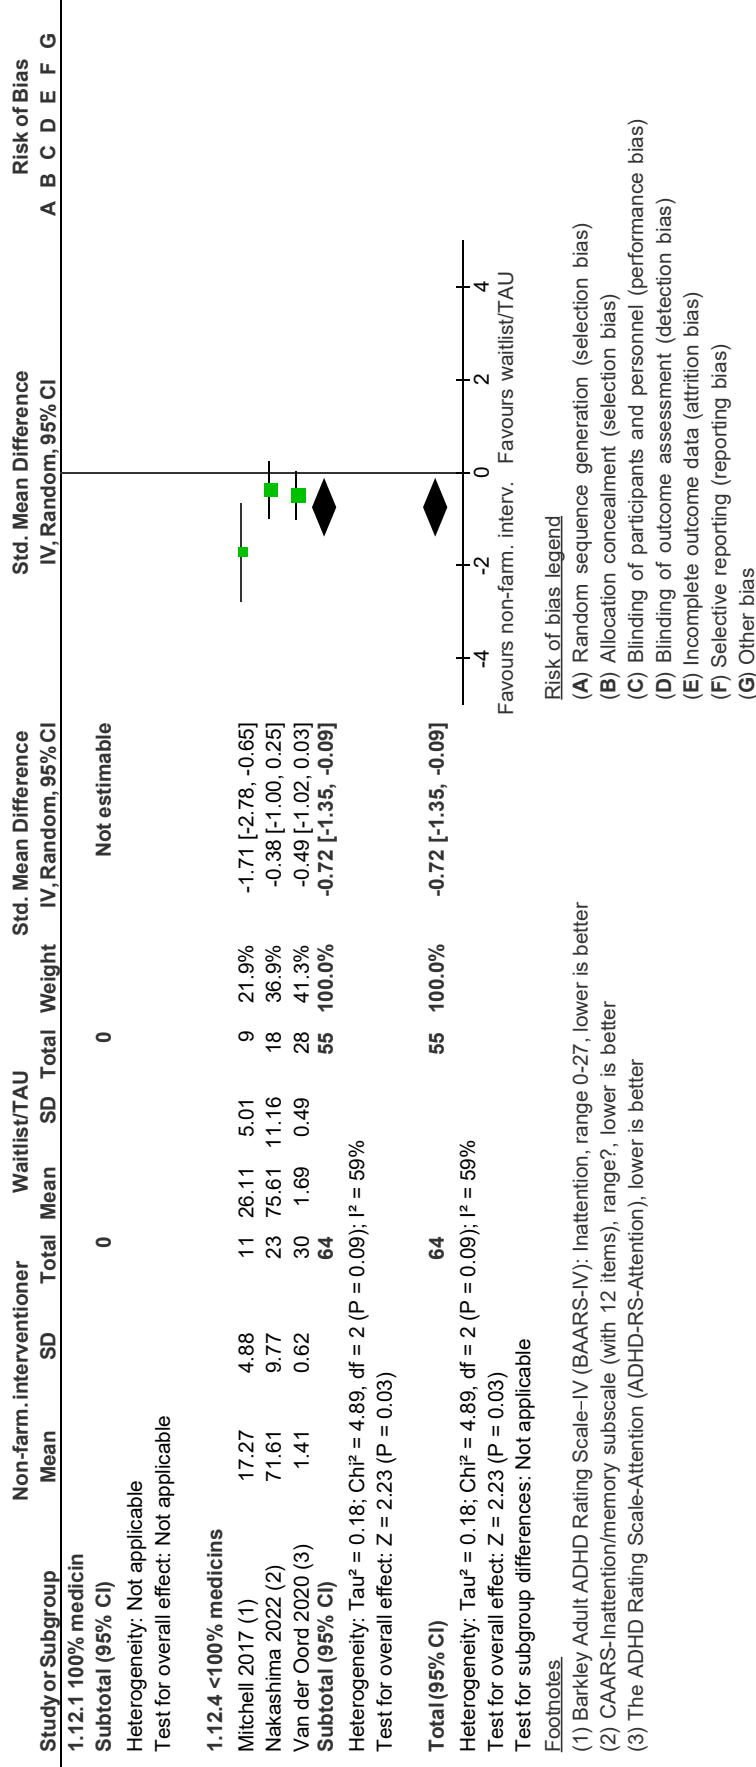 Non-farm. interventioner Waitlist/TAU Std. Mean Difference Std. Mean Difference Risk of Bias
Study or Subgroup Mean SD Total Mean SD Total Weight IV, Random, 95% CI IV, Random, 95% CI A B C D E F G
1.12.1 100% medicin
Subtotal (95% CI) 0 0 Not estimable
Heterogeneity: Not applicable
Test for overall effect: Not applicable
1.12.4 <100% medicins
Mitchell 2017 (1) 17.27 4.88 11 26.11 5.01 9 21.9% -1.71 [-2.78, -0.65]
Nakashima 2022 (2) 71.61 9.77 23 75.61 11.16 18 36.9% -0.38 [-1.00, 0.25]
Van der Oord 2020 (3) 1.41 0.62 30 1.69 0.49 28 41.3% -0.49 [-1.02, 0.03]
Subtotal (95% CI) 64 55 100.0% -0.72 [-1.35, -0.09]
Heterogeneity: Tau² = 0.18; Chi² = 4.89, df = 2 (P = 0.09); I² = 59%
Test for overall effect: Z = 2.23 (P = 0.03)
Total (95% CI) 64 55 100.0% -0.72 [-1.35, -0.09]
Heterogeneity: Tau² = 0.18; Chi² = 4.89, df = 2 (P = 0.09); I² = 59%
Test for overall effect: Z = 2.23 (P = 0.03)
Test for subgroup differences: Not applicable
-4 -2 0 2 4
Favours non-farm. interv. Favours waitlist/TAU
Footnotes
(1) Barkley Adult ADHD Rating Scale–IV (BAARS-IV): Inattention, range 0-27, lower is better
(2) CAARS-Inattention/memory subscale (with 12 items), range?, lower is better
(3) The ADHD Rating Scale-Attention (ADHD-RS-Attention), lower is better
Risk of bias legend
(A) Random sequence generation (selection bias)
(B) Allocation concealment (selection bias)
(C) Blinding of participants and personnel (performance bias)
(D) Blinding of outcome assessment (detection bias)
(E) Incomplete outcome data (attrition bias)
(F) Selective reporting (reporting bias)
(G) Other bias